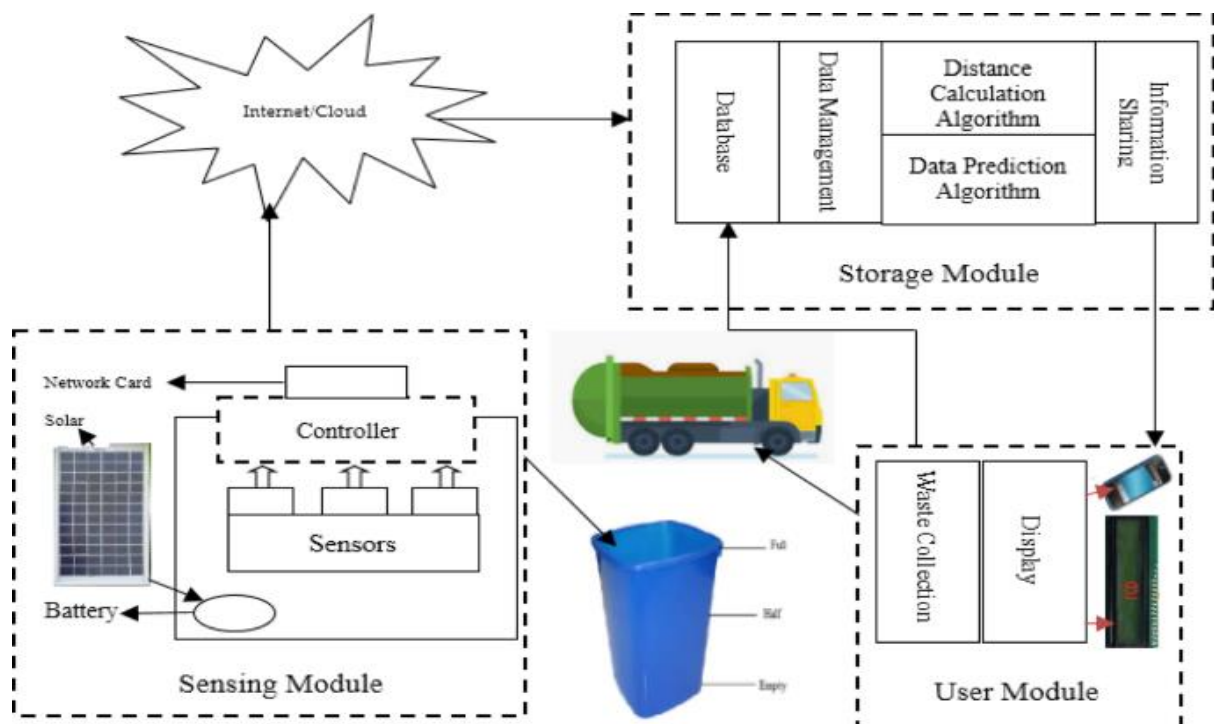 Internet/Cloud
Database
Data Management
Distance
Calculation
Algorithm
Data Prediction
Algorithm
Information
Sharing
Storage Module
Network Card
Solar
Controller
Sensors
Battery
Sensing Module
Full
Half
Empty
Waste Collection
Display
User Module